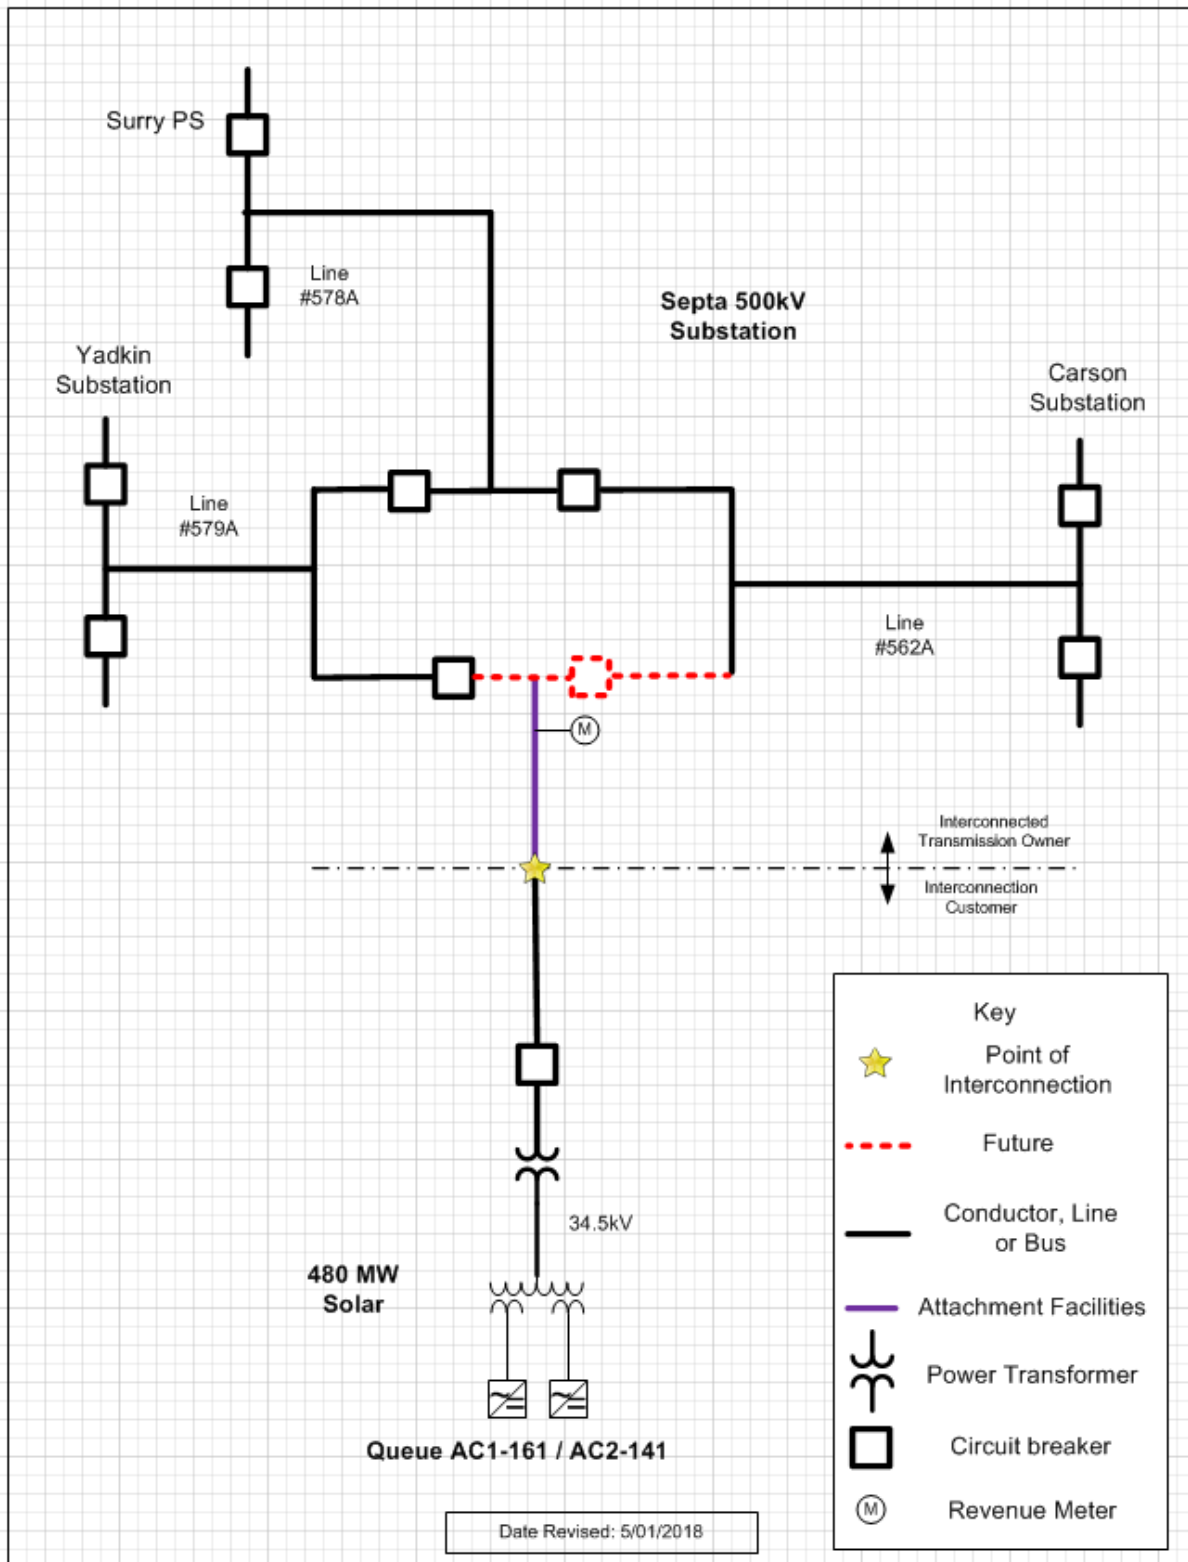 Surry PS
Line
#578A
Septa 500kV
Substation
Yadkin
Substation
Carson
Substation
Line
#579A
Line
#562A
M
Interconnected
Transmission Owner
Interconnection
Customer
34.5kV
480 MW
Solar
Queue AC1-161 / AC2-141
Date Revised: 5/01/2018
Key
Point of
Interconnection
Future
Conductor, Line
or Bus
Attachment Facilities
Power Transformer
Circuit breaker
M
Revenue Meter